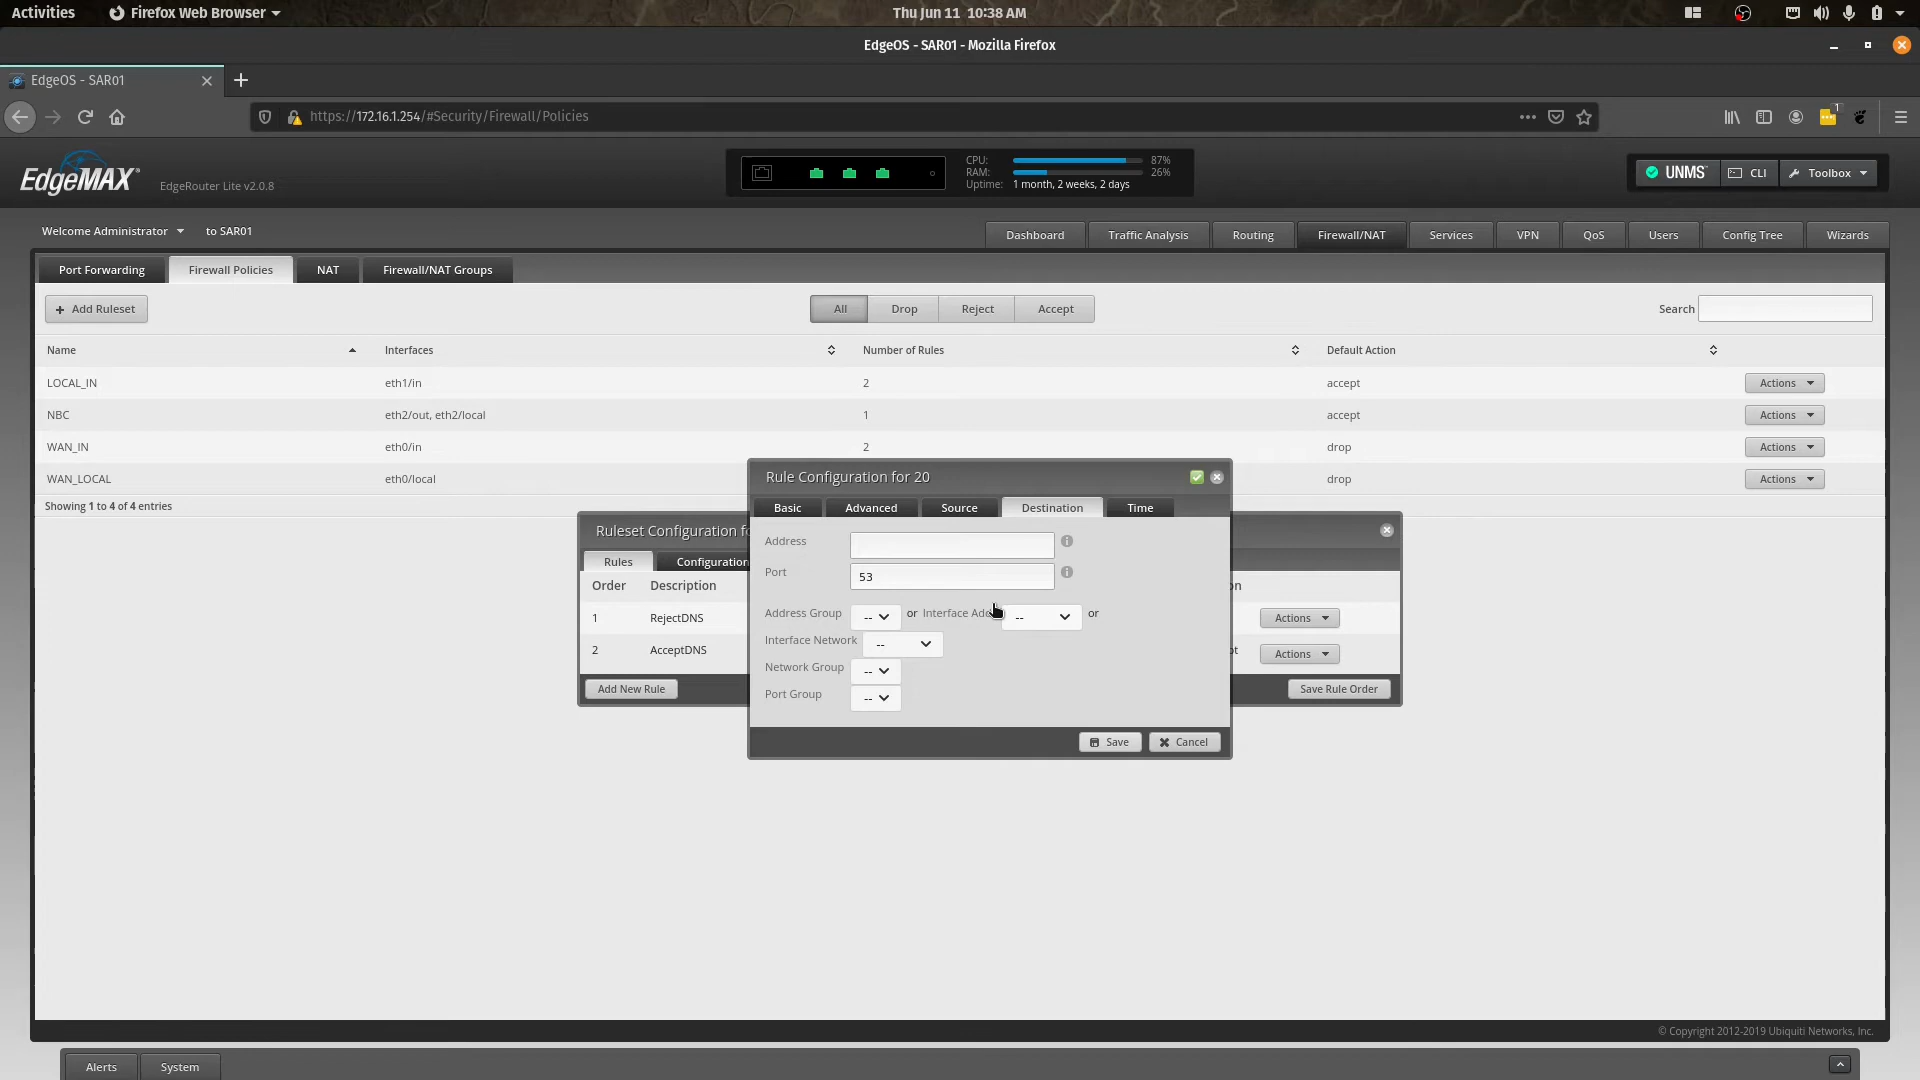 Activities
Firefox Web Browser
Thu Jun 11 10:38 AM
EdgeOS - SAR01 - Mozilla Firefox
EdgeOS - SAR01
https://172.16.1.254/#Security/Firewall/Policies
1
EdgeMAX
EdgeRouter Lite v2.0.8
CPU: 87%
RAM: 26%
Uptime: 1 month, 2 weeks, 2 days
UNMS CLI Toolbox
Welcome Administrator to SAR01
Dashboard Traffic Analysis Routing Firewall/NAT Services VPN QoS Users Config Tree Wizards
Port Forwarding Firewall Policies NAT Firewall/NAT Groups
+ Add Ruleset All Drop Reject Accept Search
Name Interfaces Number of Rules Default Action
LOCAL_IN eth1/in 2 accept Actions
NBC eth2/out, eth2/local 1 accept Actions
WAN_IN eth0/in 2 drop Actions
WAN_LOCAL eth0/local drop Actions
Showing 1 to 4 of 4 entries
Ruleset Configuration fo
Rules Configuration
Order Description on
1 RejectDNS Actions
2 AcceptDNS pt Actions
Add New Rule Save Rule Order
Rule Configuration for 20
Basic Advanced Source Destination Time
Address
Port 53
Address Group -- or Interface Add -- or
Interface Network --
Network Group --
Port Group --
Save Cancel
© Copyright 2012-2019 Ubiquiti Networks, Inc.
Alerts System